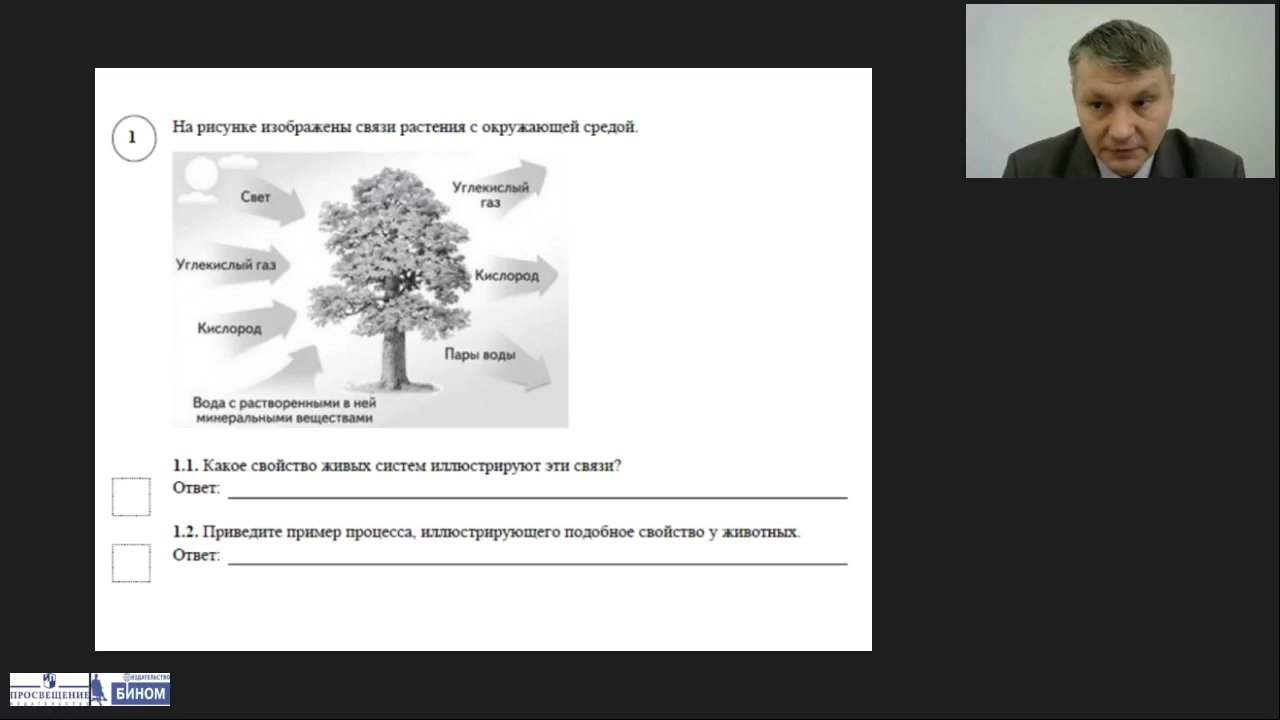 1
На рисунке изображены связи растения с окружающей средой.
Свет
Углекислый газ
Кислород
Вода с растворенными в ней
минеральными веществами
Углекислый
газ
Кислород
Пары воды
1.1. Какое свойство живых систем иллюстрируют эти связи?
Ответ:
1.2. Приведите пример процесса, иллюстрирующего подобное свойство у животных.
Ответ:
ПРОСВЕЩЕНИЕ
ИЗДАТЕЛЬСТВО
ИЗДАТЕЛЬСТВО
БИНОМ